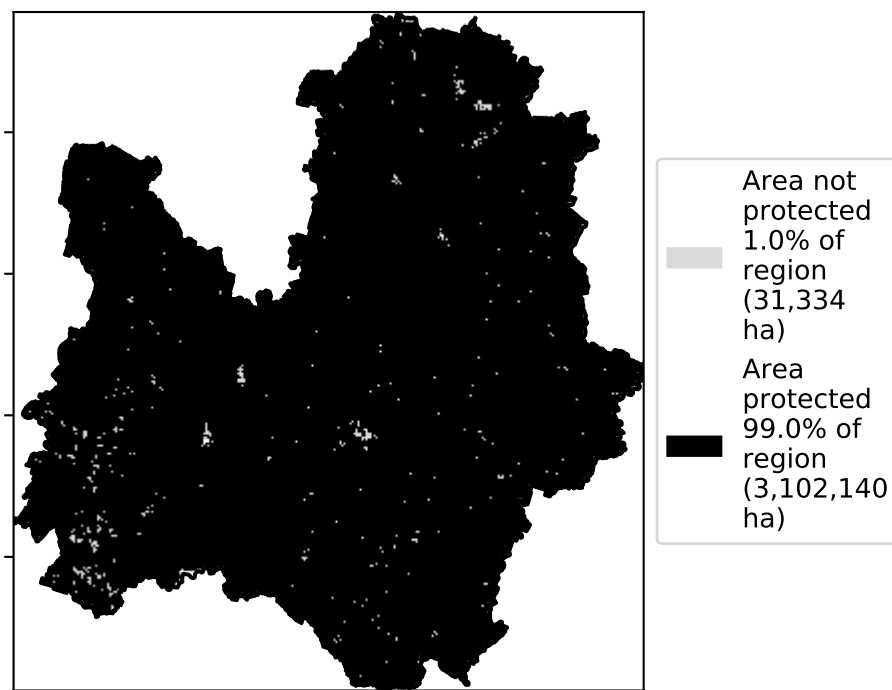 Area not
protected
1.0% of
region
(31,334
ha)
Area
protected
99.0% of
region
(3,102,140
ha)